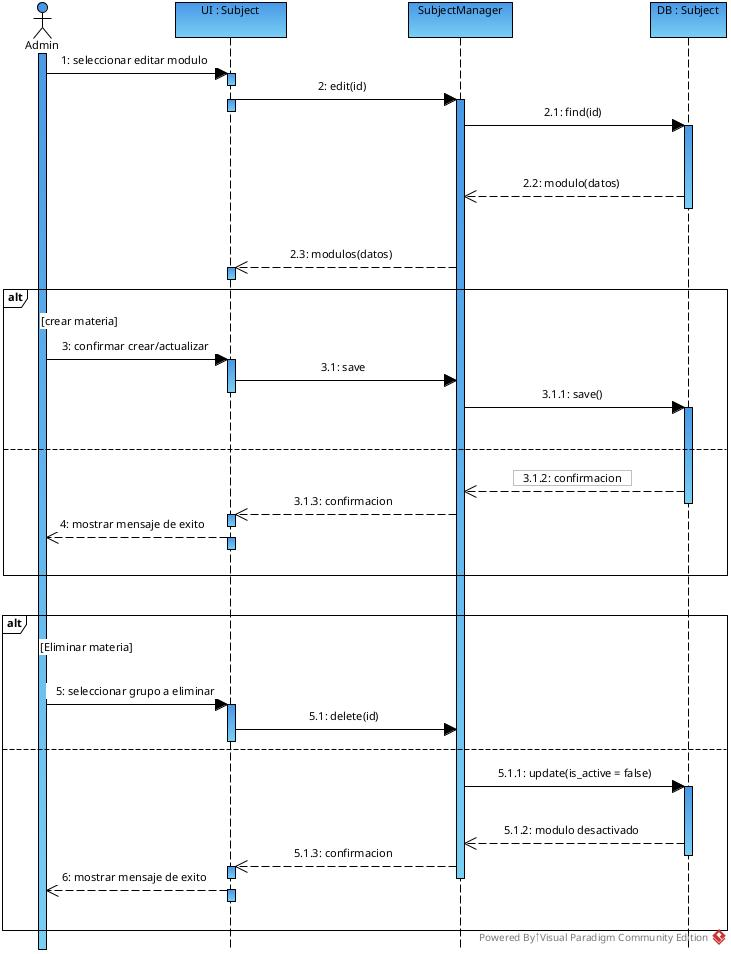 UI : Subject
SubjectManager
DB : Subject
Admin
1: seleccionar editar modulo
2: edit(id)
2.1: find(id)
2.2: modulo(datos)
2.3: modulos(datos)
alt
[crear materia]
3: confirmar crear/actualizar
3.1: save
3.1.1: save()
3.1.2: confirmacion
3.1.3: confirmacion
4: mostrar mensaje de exito
alt
[Eliminar materia]
5: seleccionar grupo a eliminar
5.1: delete(id)
5.1.1: update(is_active = false)
5.1.2: modulo desactivado
5.1.3: confirmacion
6: mostrar mensaje de exito
Powered By Visual Paradigm Community Edition